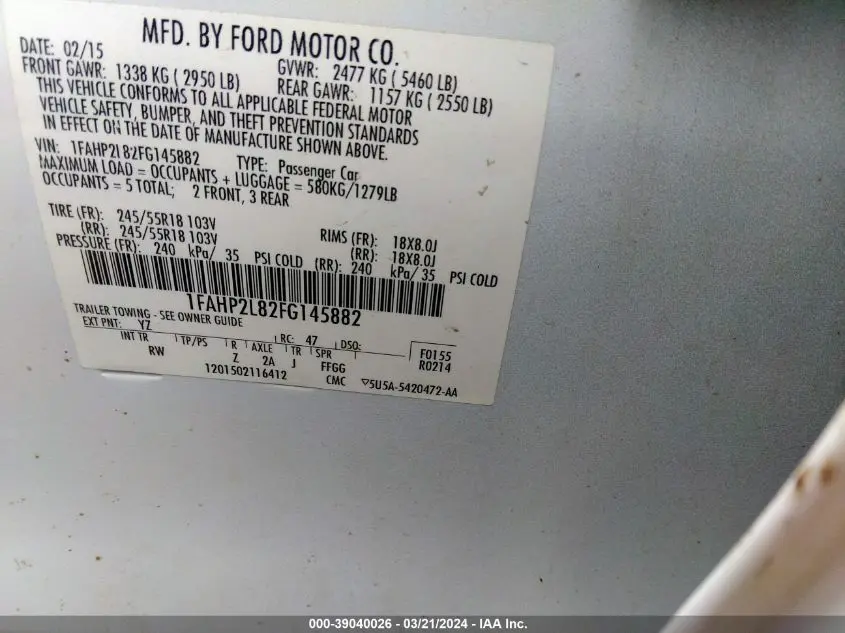 MFD. BY FORD MOTOR CO.
DATE: 02/15 GVWR: 2477 KG ( 5460 LB)
FRONT GAWR: 1338 KG ( 2950 LB) REAR GAWR: 1157 KG ( 2550 LB)
THIS VEHICLE CONFORMS TO ALL APPLICABLE FEDERAL MOTOR
VEHICLE SAFETY, BUMPER, AND THEFT PREVENTION STANDARDS
IN EFFECT ON THE DATE OF MANUFACTURE SHOWN ABOVE.
VIN: 1FAHP2L82FG145882 TYPE: Passenger Car
MAXIMUM LOAD = OCCUPANTS + LUGGAGE = 580KG/1279LB
OCCUPANTS = 5 TOTAL; 2 FRONT, 3 REAR
TIRE (FR): 245/55R18 103V RIMS (FR): 18X8.0J
(RR): 245/55R18 103V (RR): 18X8.0J
PRESSURE (FR): 240 kPa/ 35 PSI COLD (RR): 240 kPa/ 35 PSI COLD
1FAHP2L82FG145882
TRAILER TOWING - SEE OWNER GUIDE
EXT PNT: YZ RC: 47 DSO:
INT TR TP/PS R AXLE TR SPR F0155
RW Z 2A J FFGG R0214
1201502116412 CMC ▽5U5A-5420472-AA
000-39040026 - 03/21/2024 - IAA Inc.